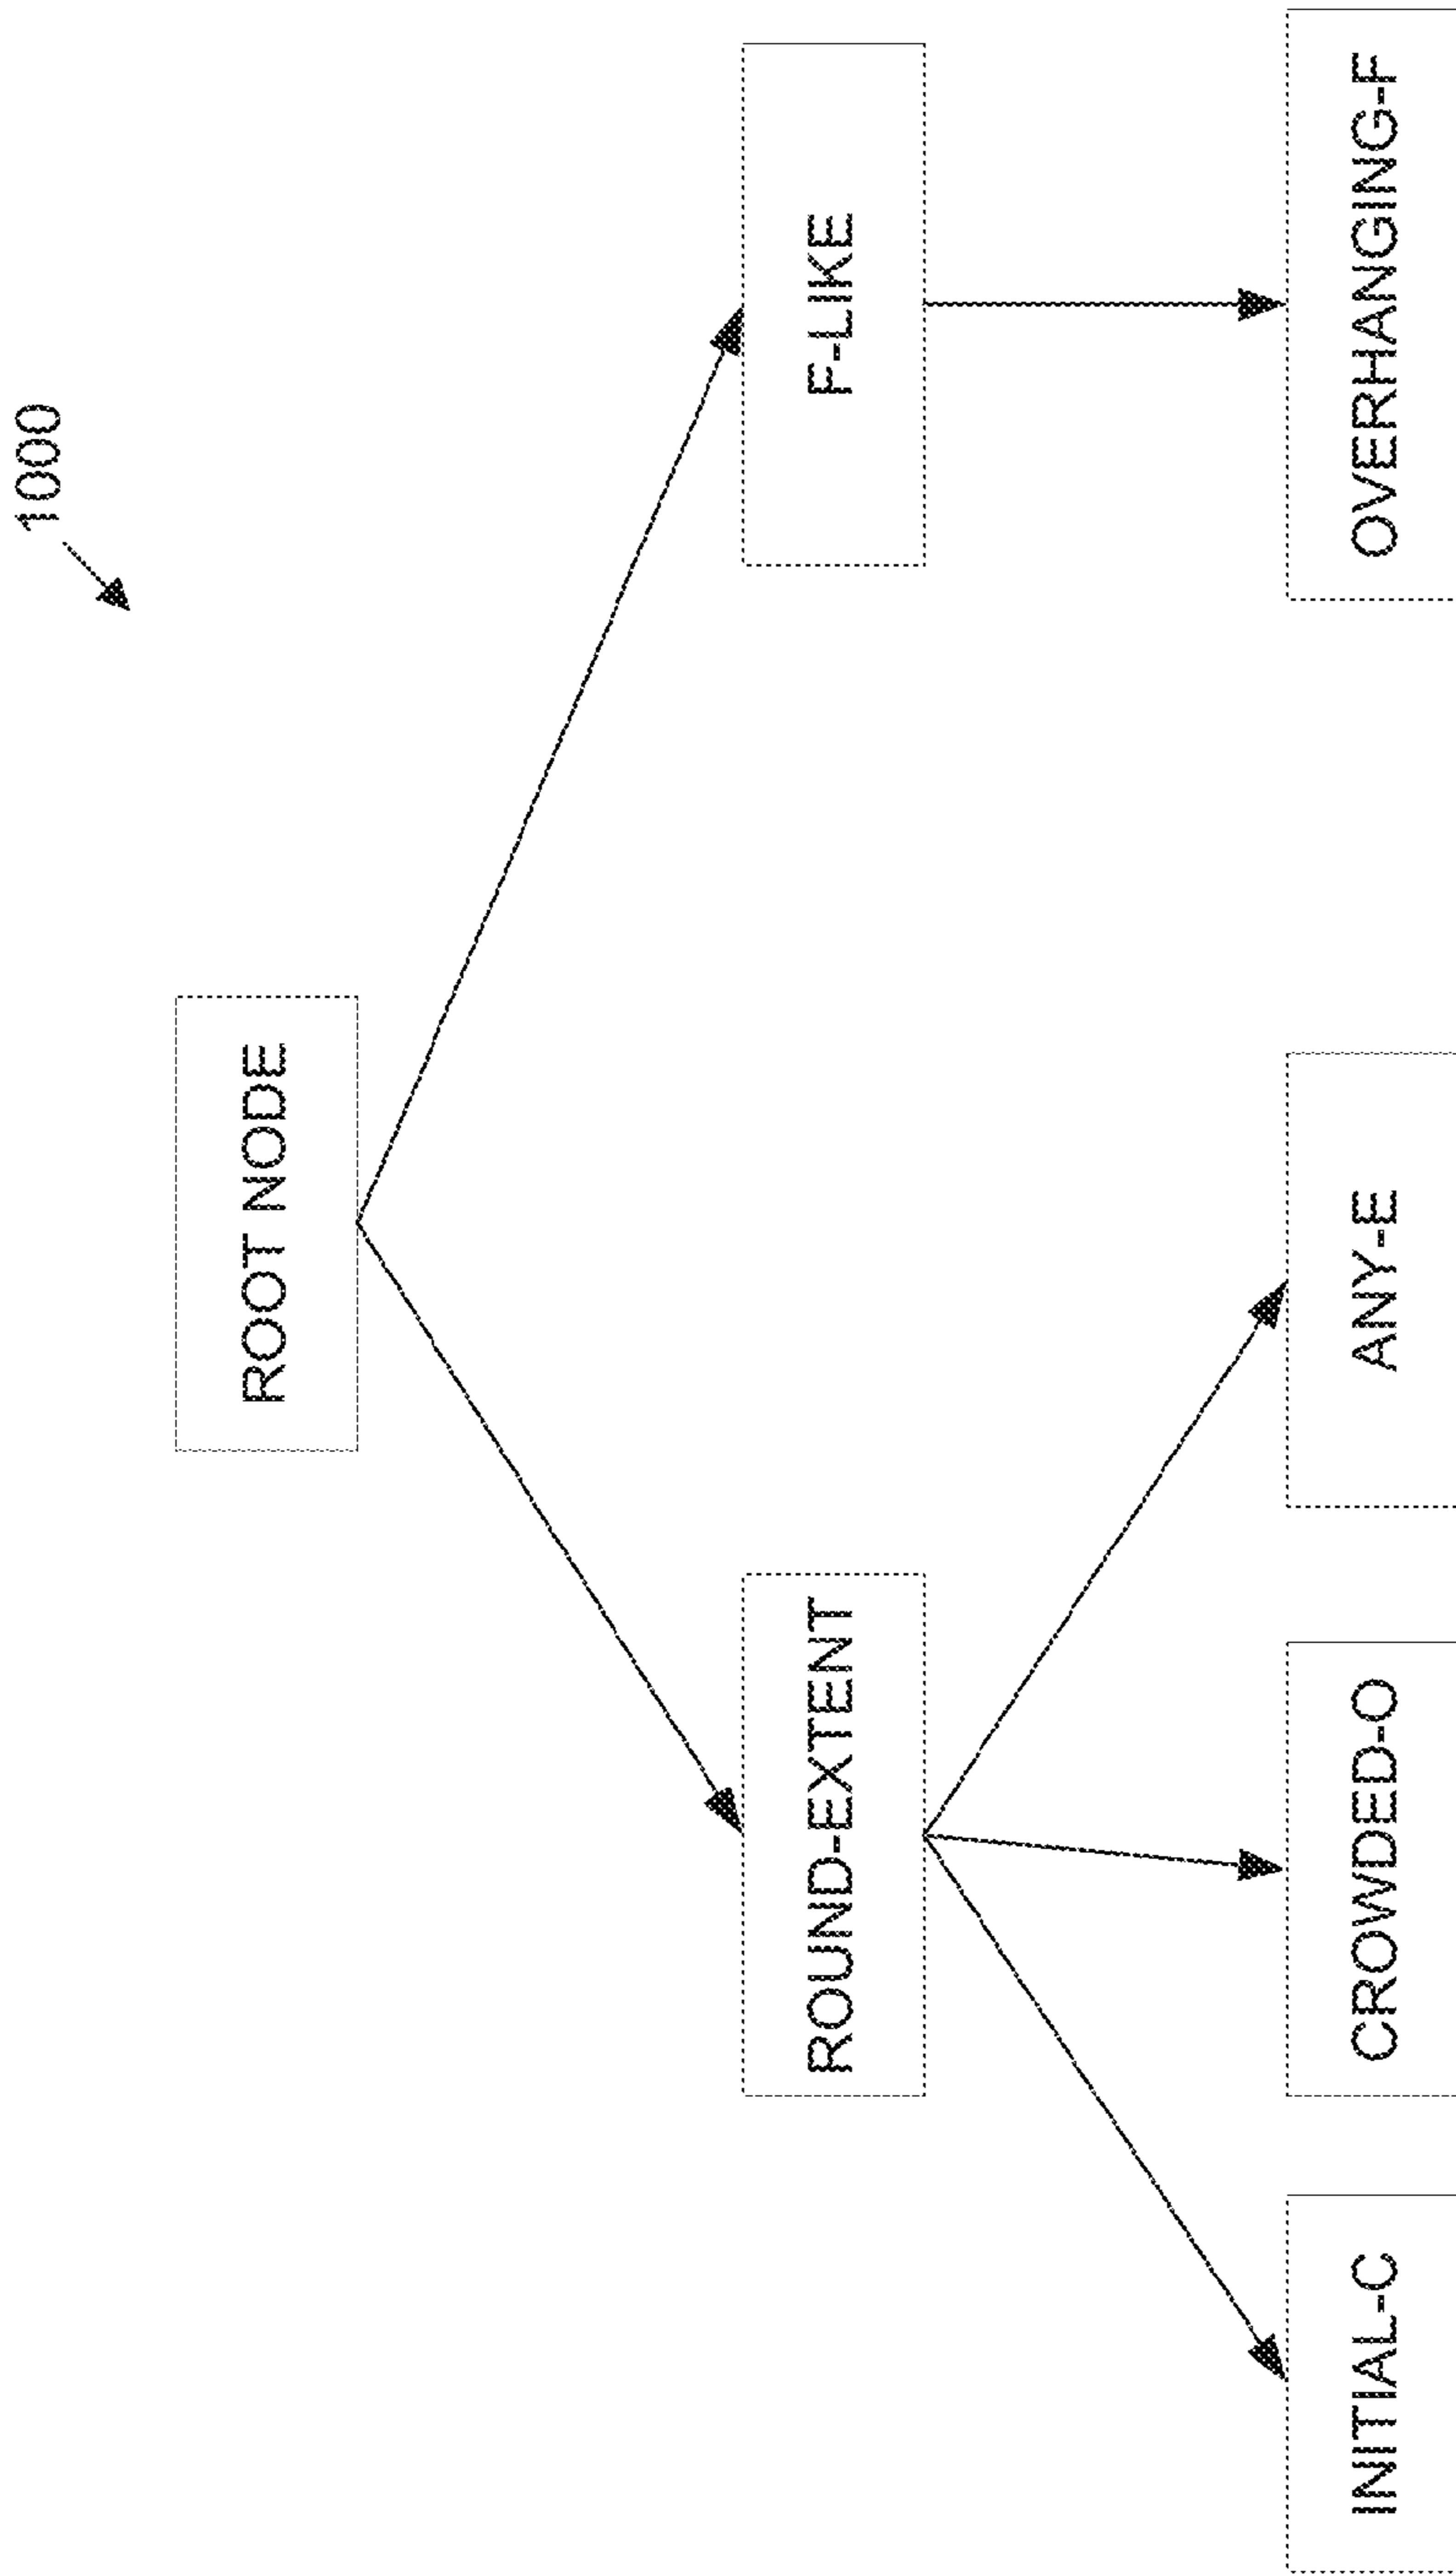 1000
ROOT NODE
ROUND-EXTENT
F-LIKE
INITIAL-C
CROWDED-O
ANY-E
OVERHANGING-F